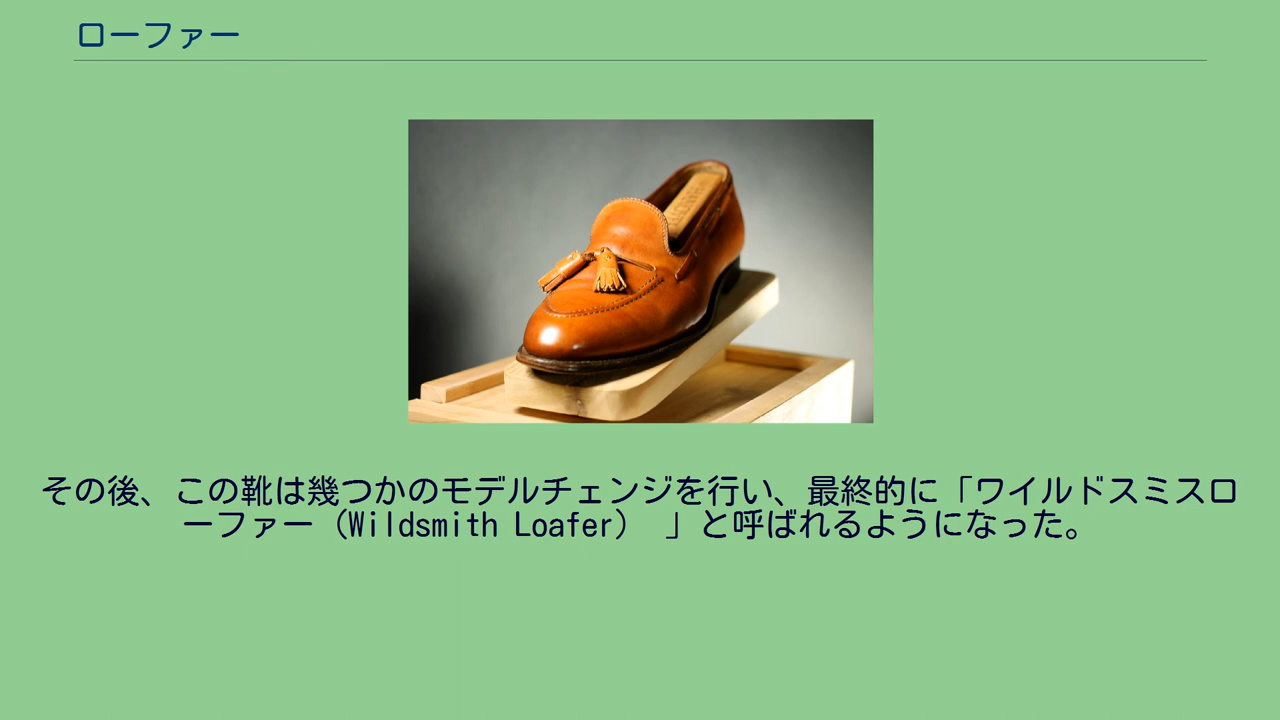 ローファー
その後、この靴は幾つかのモデルチェンジを行い、最終的に「ワイルドスミスロ
ーファー（Wildsmith Loafer） 」と呼ばれるようになった。